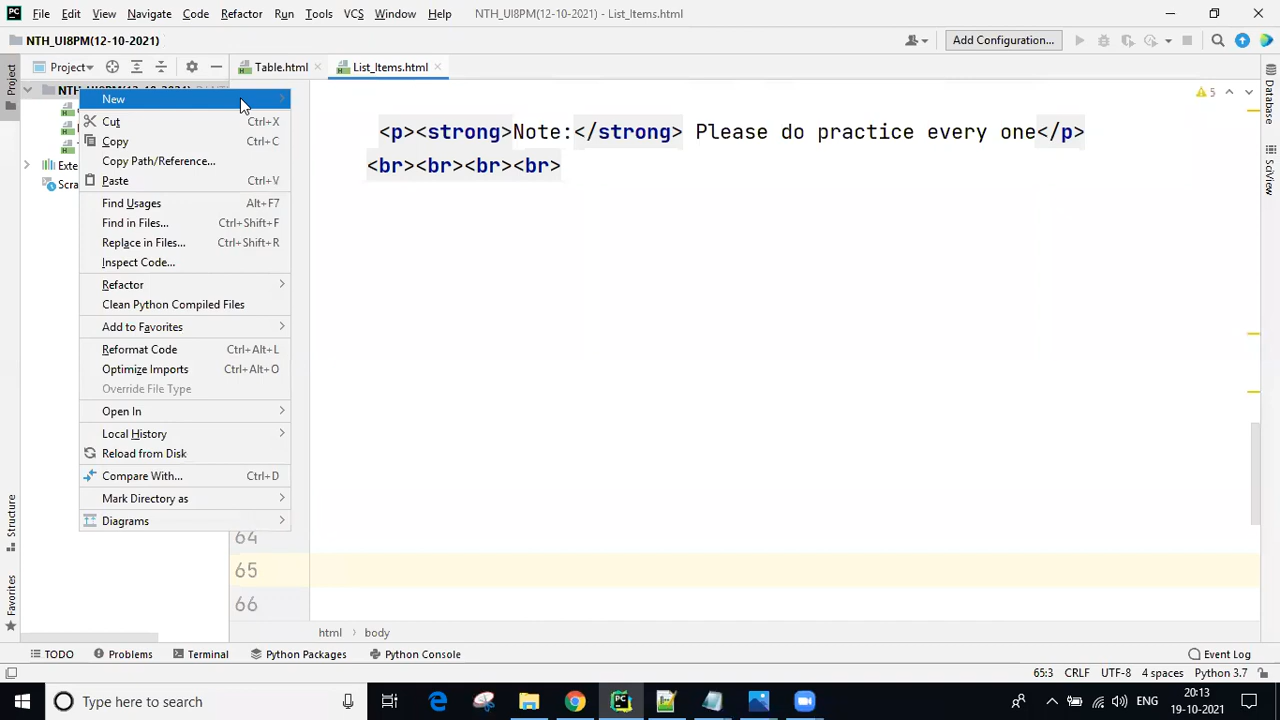 PC File Edit View Navigate Code Refactor Run Tools VCS Window Help NTH_UI8PM(12-10-2021) - List_Items.html
NTH_UI8PM(12-10-2021) Add Configuration...
Project Project Table.html List_Items.html
New
Cut Ctrl+X
Copy Ctrl+C
Copy Path/Reference...
Paste Ctrl+V
Find Usages Alt+F7
Find in Files... Ctrl+Shift+F
Replace in Files... Ctrl+Shift+R
Inspect Code...
Refactor
Clean Python Compiled Files
Add to Favorites
Reformat Code Ctrl+Alt+L
Optimize Imports Ctrl+Alt+O
Override File Type
Open In
Local History
Reload from Disk
Compare With... Ctrl+D
Mark Directory as
Diagrams
5
<p><strong>Note:</strong> Please do practice every one</p>
<br><br><br><br>
64
65
66
html › body
Database
SciView
Structure
Favorites
TODO Problems Terminal Python Packages Python Console Event Log
65:3 CRLF UTF-8 4 spaces Python 3.7
Type here to search
ENG
20:13
19-10-2021